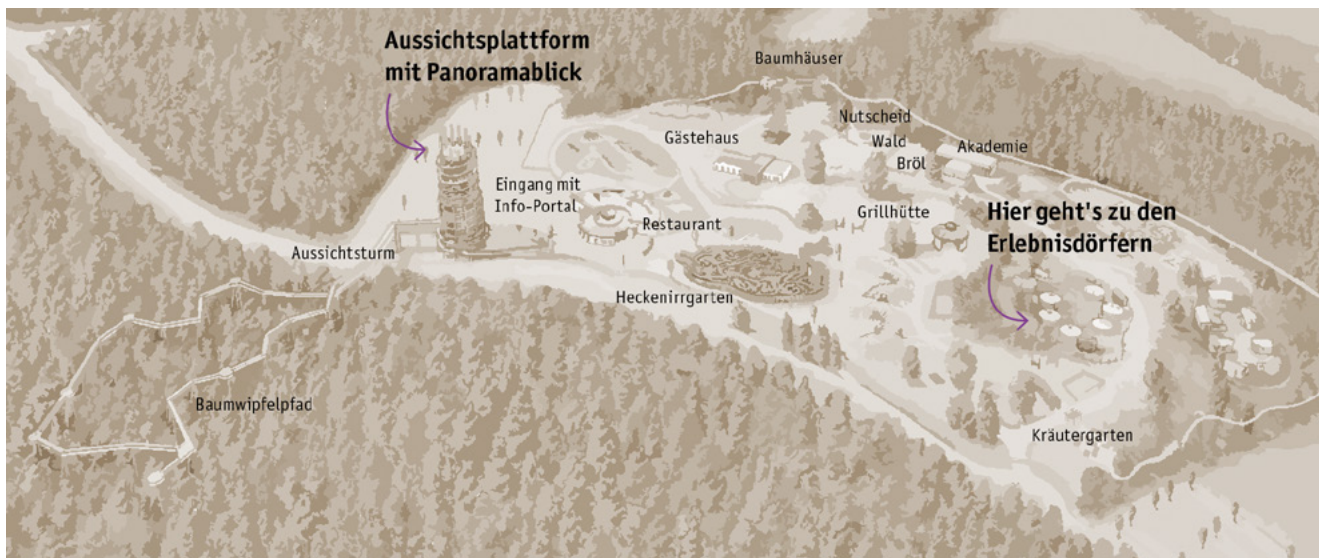 Aussichtsplattform
mit Panoramablick
Baumhäuser
Nutscheid
Gästehaus
Wald
Akademie
Bröl
Eingang mit
Info-Portal
Grillhütte
Hier geht's zu den
Erlebnisdörfern
Restaurant
Aussichtsturm
Heckenirrgarten
Baumwipfelpfad
Kräutergarten